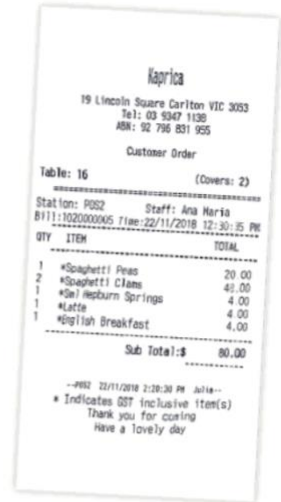 Kaprica
19 Lincoln Square Carlton VIC 3053
Tel: 03 9347 1138
ABN: 92 796 831 955
Customer Order
Table: 16 (Covers: 2)
Station: POS2 Staff: Ana Maria
Bill:1020000005 Time:22/11/2018 12:30:35 PM
QTY ITEM TOTAL
1 *Spaghetti Peas 20.00
2 *Spaghetti Clams 48.00
1 *Sml Hepburn Springs 4.00
1 *Latte 4.00
1 *English Breakfast 4.00
Sub Total:$ 80.00
--POS2 22/11/2018 2:20:30 PM Julia--
* Indicates GST inclusive item(s)
Thank you for coming
Have a lovely day